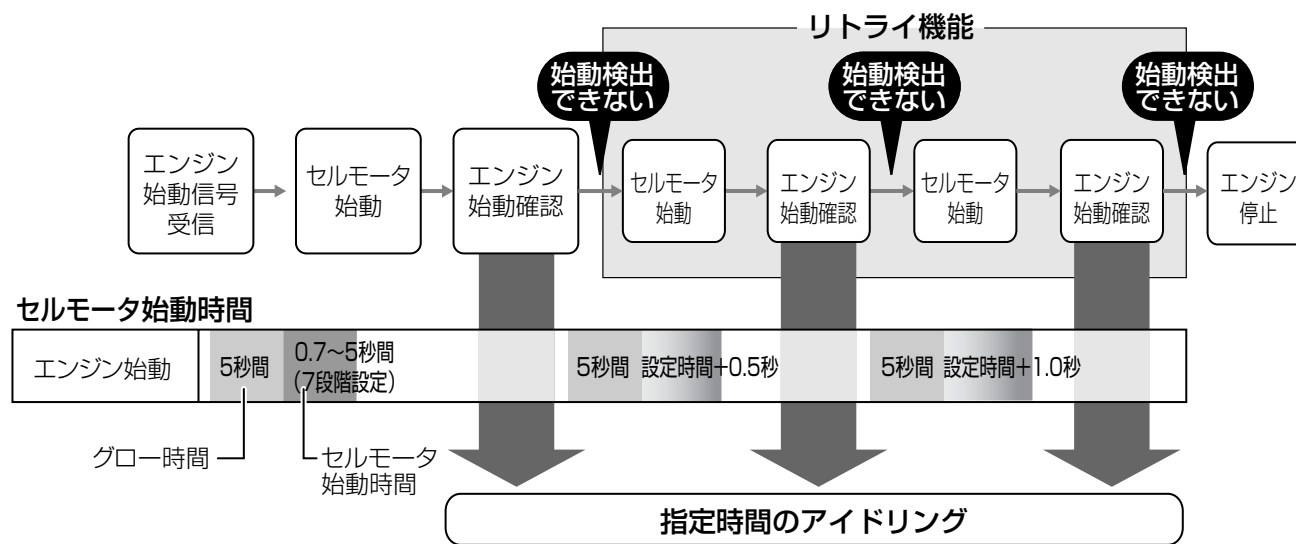 リトライ機能
始動検出
できない
始動検出
できない
始動検出
できない
エンジン
始動信号
受信
セルモータ
始動
エンジン
始動確認
セルモータ
始動
エンジン
始動確認
セルモータ
始動
エンジン
始動確認
エンジン
停止
セルモータ始動時間
エンジン始動
5秒間
0.7〜5秒間
(7段階設定)
5秒間
設定時間+0.5秒
5秒間
設定時間+1.0秒
グロー時間
セルモータ
始動時間
指定時間のアイドリング